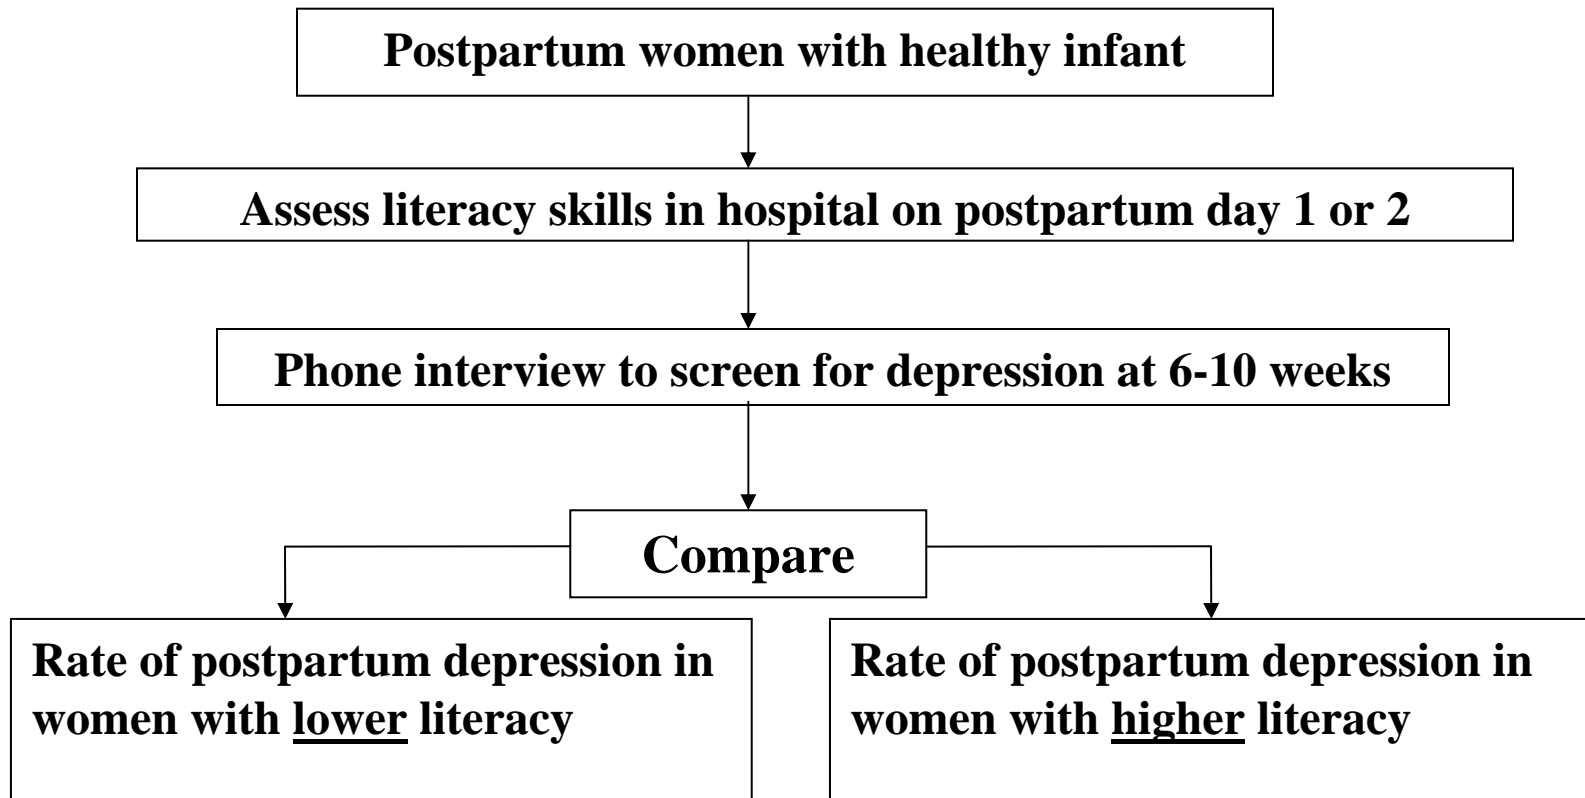 Postpartum women with healthy infant
Assess literacy skills in hospital on postpartum day 1 or 2
Phone interview to screen for depression at 6-10 weeks
Compare
Rate of postpartum depression in
women with lower literacy
Rate of postpartum depression in
women with higher literacy